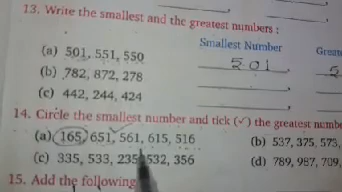 13. Write the smallest and the greatest numbers :
Smallest Number
(a) 501, 551, 550 501
(b) 782, 872, 278
(c) 442, 244, 424
14. Circle the smallest number and tick (✓) the greatest
(a) 165, 651, 561, 615, 516 (b) 537, 375, 573,
(c) 335, 533, 235, 532, 356 (d) 789, 987, 709,
15. Add the following